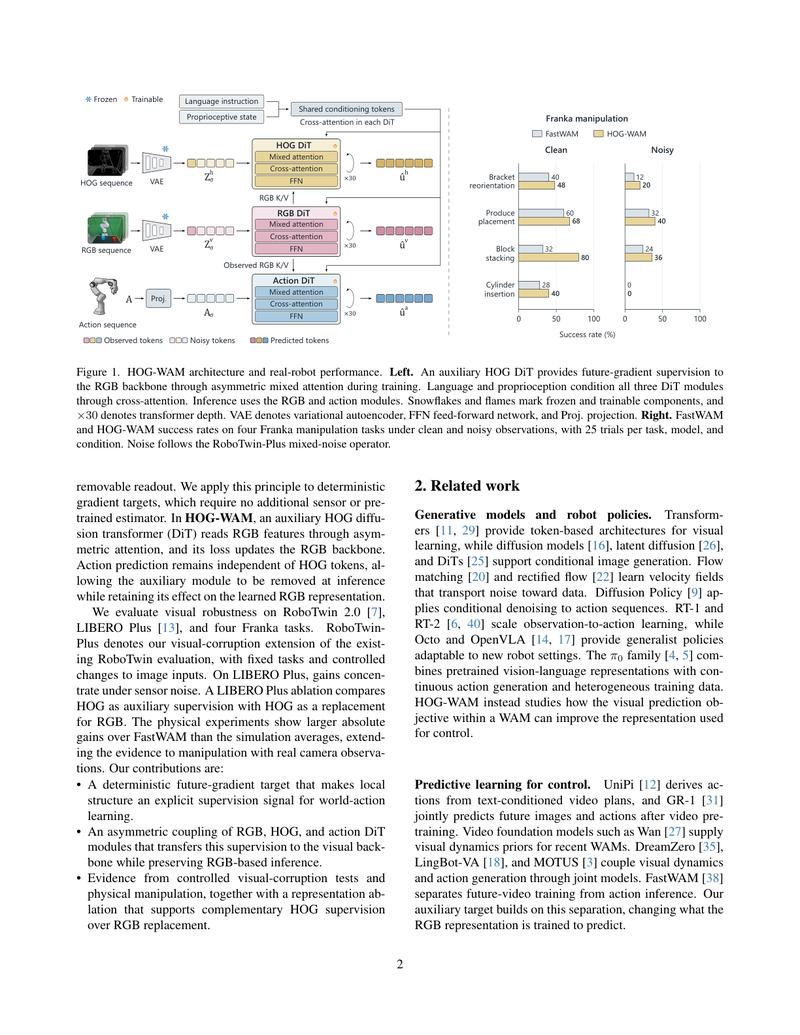 Frozen Trainable
Language instruction
Proprioceptive state
Shared conditioning tokens
Cross-attention in each DiT
HOG sequence
VAE
Z^h_σ
HOG DiT
Mixed attention
Cross-attention
FFN
×30
û^h
RGB K/V
RGB sequence
VAE
Z^v_σ
RGB DiT
Mixed attention
Cross-attention
FFN
×30
û^v
Observed RGB K/V
Action sequence
A
Proj.
A_σ
Action DiT
Mixed attention
Cross-attention
FFN
×30
û^a
Observed tokens Noisy tokens Predicted tokens
Franka manipulation
FastWAM HOG-WAM
Clean Noisy
Bracket
reorientation
40
48
12
20
Produce
placement
60
68
32
40
Block
stacking
32
80
24
36
Cylinder
insertion
28
40
0
0
0 50 100 0 50 100
Success rate (%)
Figure 1. HOG-WAM architecture and real-robot performance. Left. An auxiliary HOG DiT provides future-gradient supervision to
the RGB backbone through asymmetric mixed attention during training. Language and proprioception condition all three DiT modules
through cross-attention. Inference uses the RGB and action modules. Snowflakes and flames mark frozen and trainable components, and
×30 denotes transformer depth. VAE denotes variational autoencoder, FFN feed-forward network, and Proj. projection. Right. FastWAM
and HOG-WAM success rates on four Franka manipulation tasks under clean and noisy observations, with 25 trials per task, model, and
condition. Noise follows the RoboTwin-Plus mixed-noise operator.
removable readout. We apply this principle to deterministic
gradient targets, which require no additional sensor or pre-
trained estimator. In HOG-WAM, an auxiliary HOG diffu-
sion transformer (DiT) reads RGB features through asym-
metric attention, and its loss updates the RGB backbone.
Action prediction remains independent of HOG tokens, al-
lowing the auxiliary module to be removed at inference
while retaining its effect on the learned RGB representation.
We evaluate visual robustness on RoboTwin 2.0 [7],
LIBERO Plus [13], and four Franka tasks. RoboTwin-
Plus denotes our visual-corruption extension of the exist-
ing RoboTwin evaluation, with fixed tasks and controlled
changes to image inputs. On LIBERO Plus, gains concen-
trate under sensor noise. A LIBERO Plus ablation compares
HOG as auxiliary supervision with HOG as a replacement
for RGB. The physical experiments show larger absolute
gains over FastWAM than the simulation averages, extend-
ing the evidence to manipulation with real camera observa-
tions. Our contributions are:
• A deterministic future-gradient target that makes local
structure an explicit supervision signal for world-action
learning.
• An asymmetric coupling of RGB, HOG, and action DiT
modules that transfers this supervision to the visual back-
bone while preserving RGB-based inference.
• Evidence from controlled visual-corruption tests and
physical manipulation, together with a representation ab-
lation that supports complementary HOG supervision
over RGB replacement.
2. Related work
Generative models and robot policies. Transform-
ers [11, 29] provide token-based architectures for visual
learning, while diffusion models [16], latent diffusion [26],
and DiTs [25] support conditional image generation. Flow
matching [20] and rectified flow [22] learn velocity fields
that transport noise toward data. Diffusion Policy [9] ap-
plies conditional denoising to action sequences. RT-1 and
RT-2 [6, 40] scale observation-to-action learning, while
Octo and OpenVLA [14, 17] provide generalist policies
adaptable to new robot settings. The π0 family [4, 5] com-
bines pretrained vision-language representations with con-
tinuous action generation and heterogeneous training data.
HOG-WAM instead studies how the visual prediction ob-
jective within a WAM can improve the representation used
for control.
Predictive learning for control. UniPi [12] derives ac-
tions from text-conditioned video plans, and GR-1 [31]
jointly predicts future images and actions after video pre-
training. Video foundation models such as Wan [27] supply
visual dynamics priors for recent WAMs. DreamZero [35],
LingBot-VA [18], and MOTUS [3] couple visual dynamics
and action generation through joint models. FastWAM [38]
separates future-video training from action inference. Our
auxiliary target builds on this separation, changing what the
RGB representation is trained to predict.
2